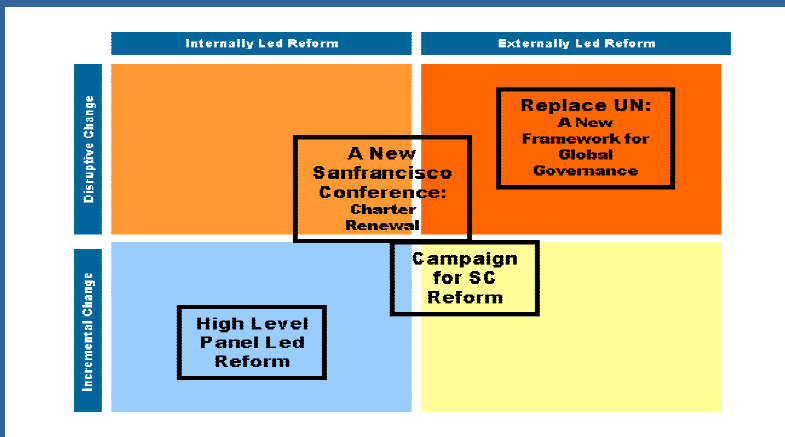 Internally Led Reform
Externally Led Reform
Disruptive Change
Replace UN:
A New
Framework for
Global
Governance
A New
Sanfrancisco
Conference:
Charter
Renewal
Incremental Change
Campaign
for SC
Reform
High Level
Panel Led
Reform